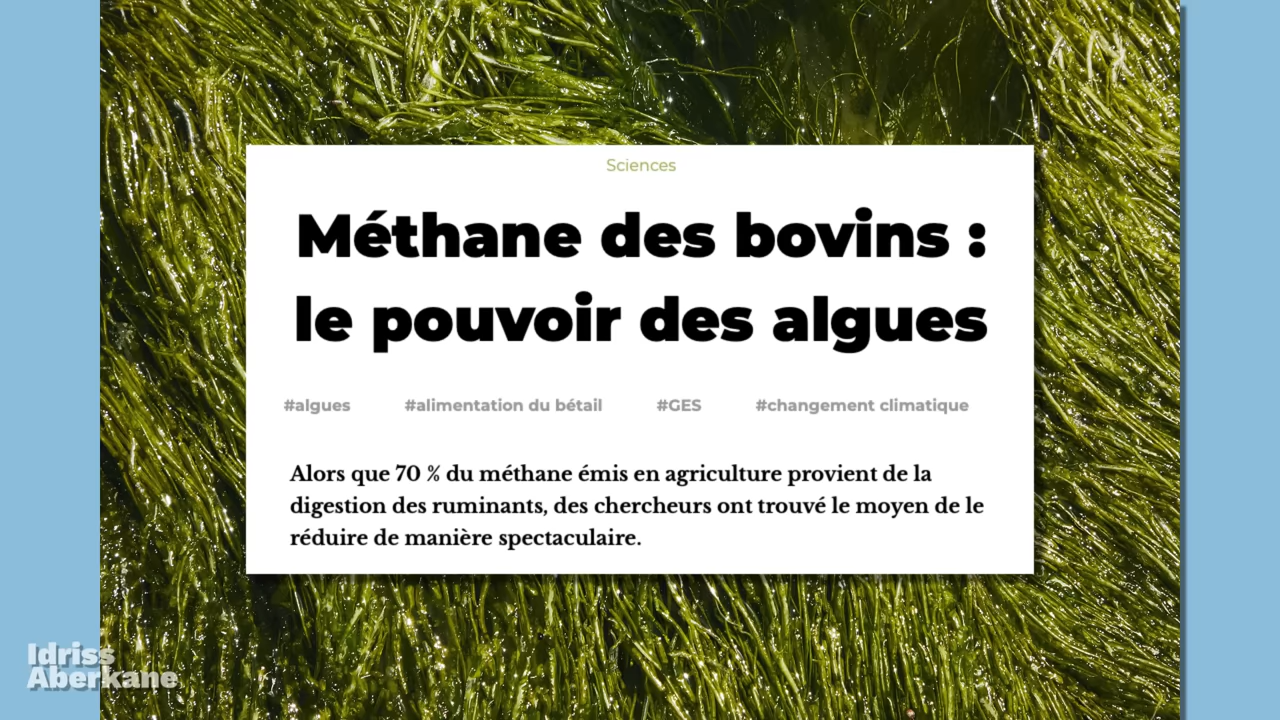 Sciences
Méthane des bovins :
le pouvoir des algues
#algues #alimentation du bétail #GES #changement climatique
Alors que 70 % du méthane émis en agriculture provient de la
digestion des ruminants, des chercheurs ont trouvé le moyen de le
réduire de manière spectaculaire.
Idriss
Aberkane